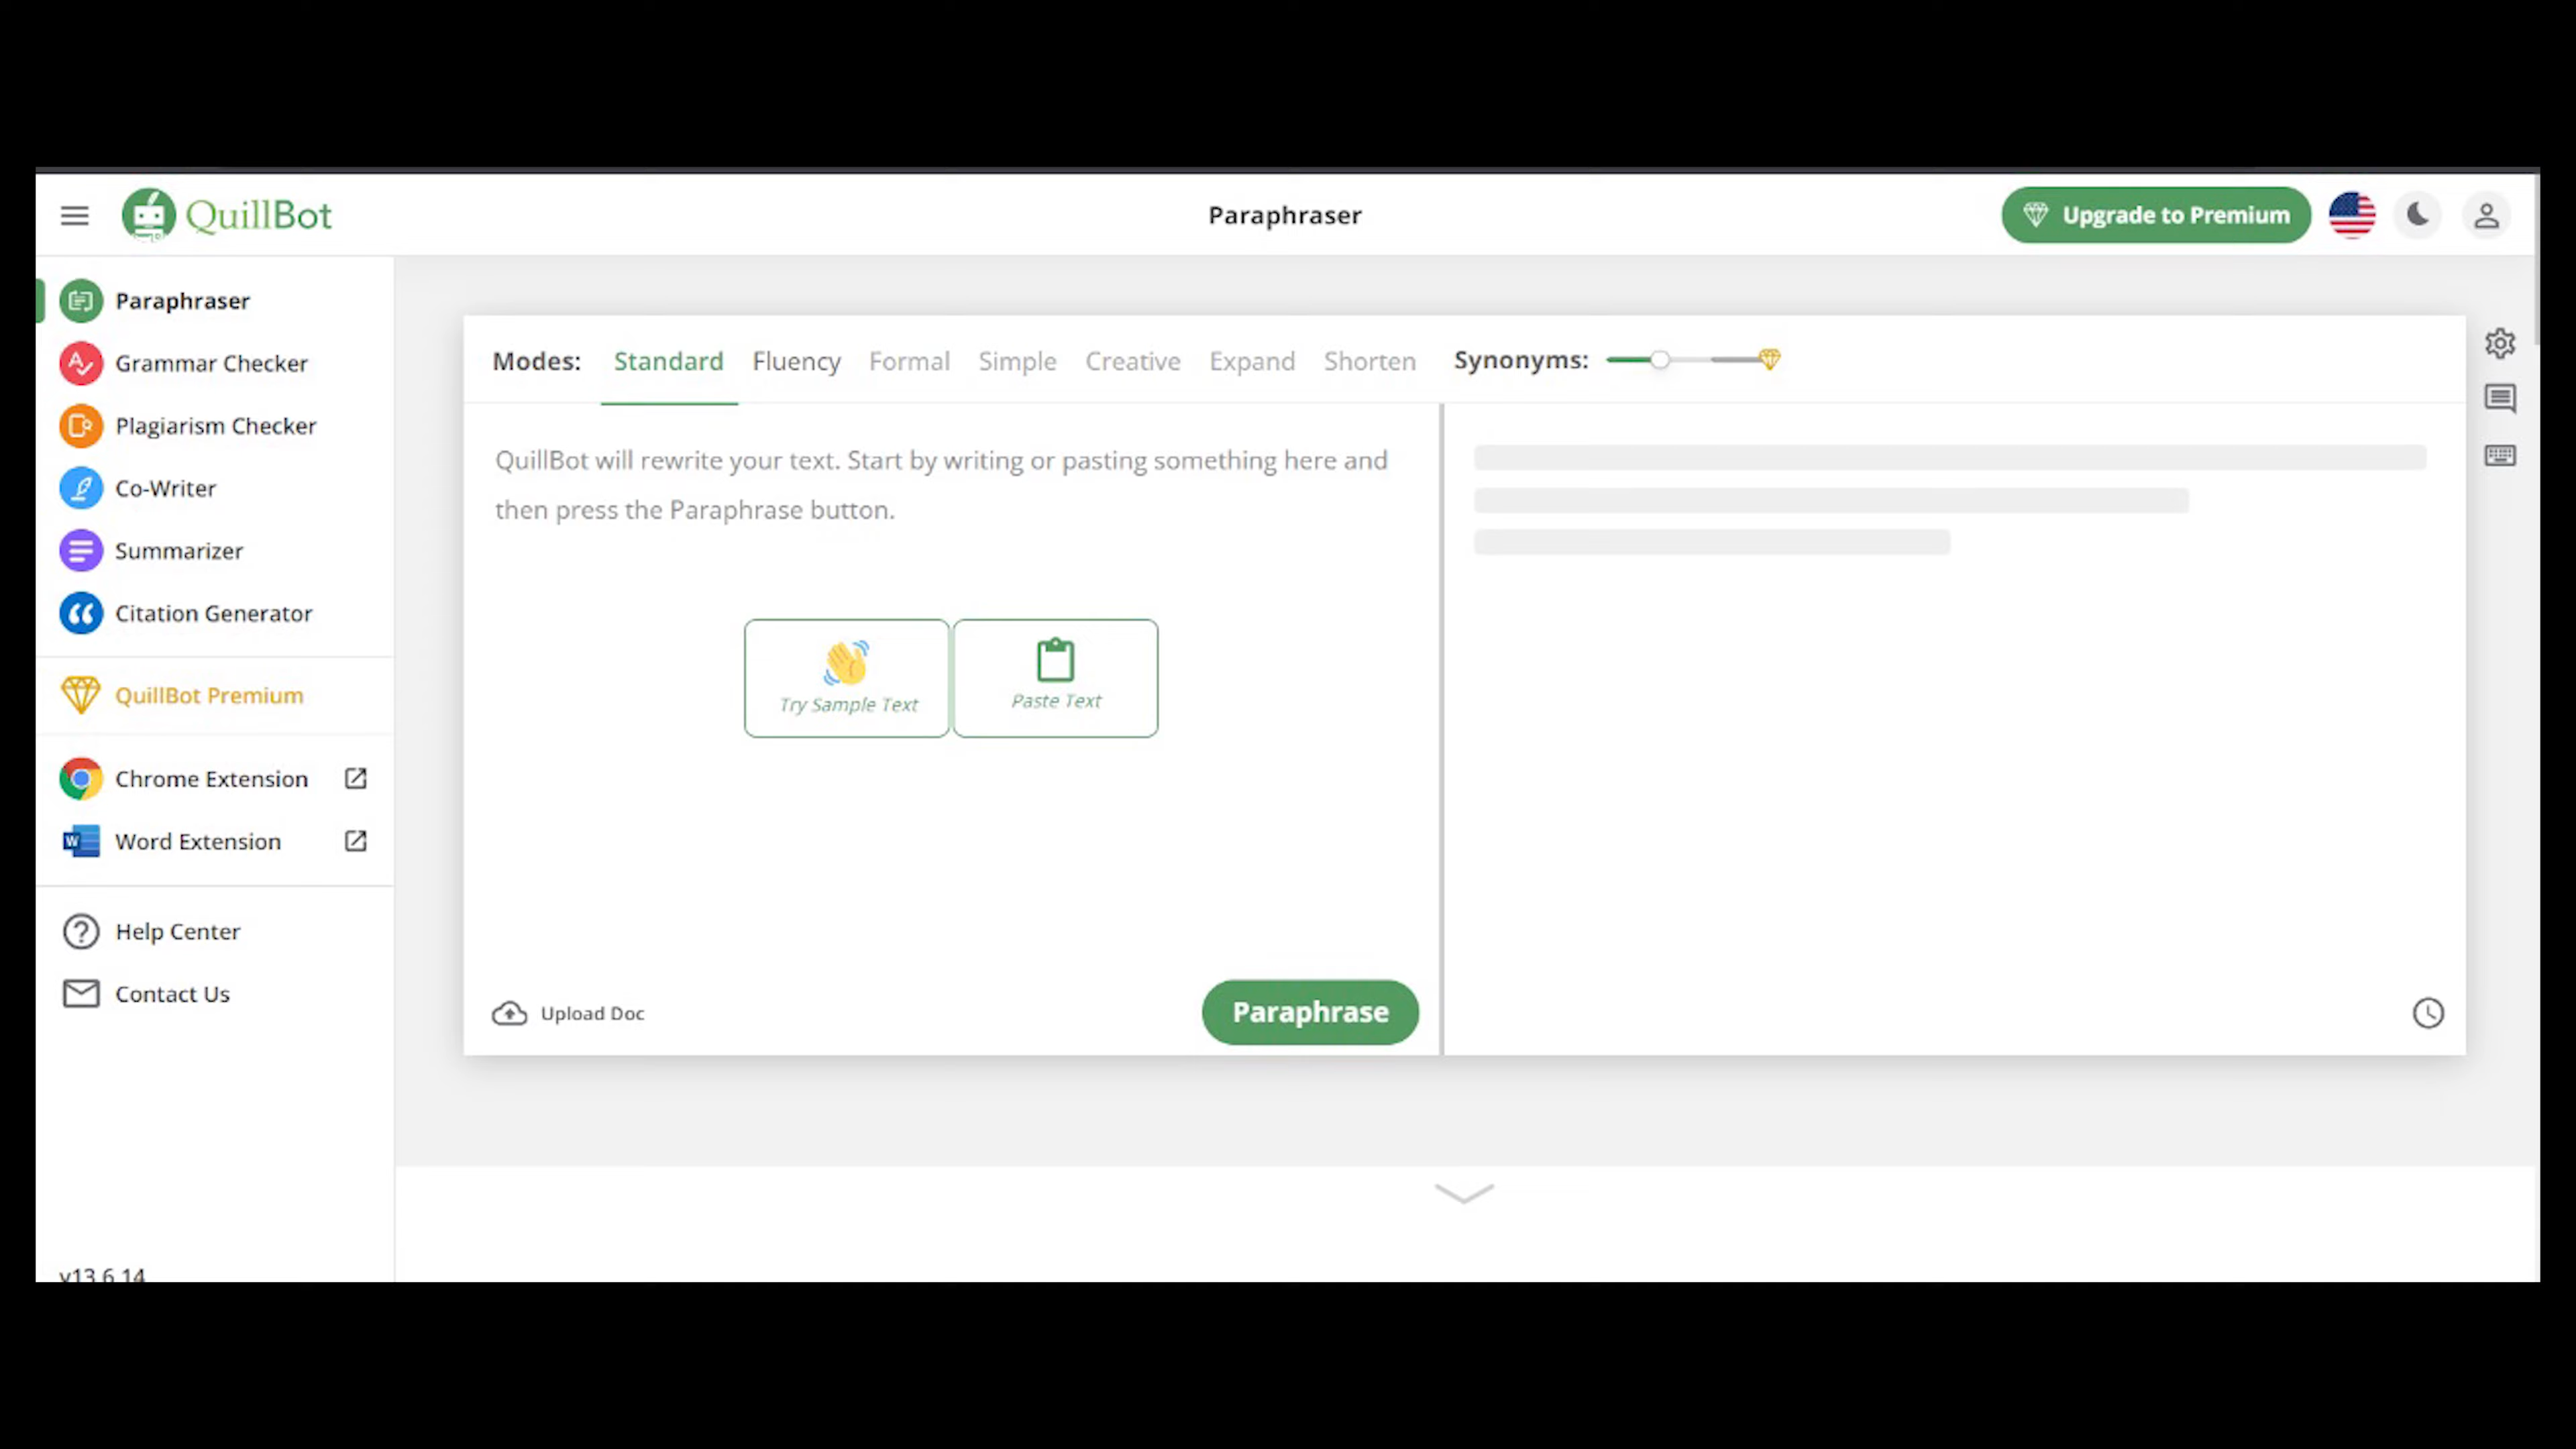 QuillBot
Paraphraser
Upgrade to Premium
Paraphraser
Grammar Checker
Plagiarism Checker
Co-Writer
Summarizer
Citation Generator
QuillBot Premium
Chrome Extension
Word Extension
Help Center
Contact Us
v13.6.14
Modes: Standard Fluency Formal Simple Creative Expand Shorten Synonyms:
QuillBot will rewrite your text. Start by writing or pasting something here and
then press the Paraphrase button.
Try Sample Text
Paste Text
Upload Doc
Paraphrase